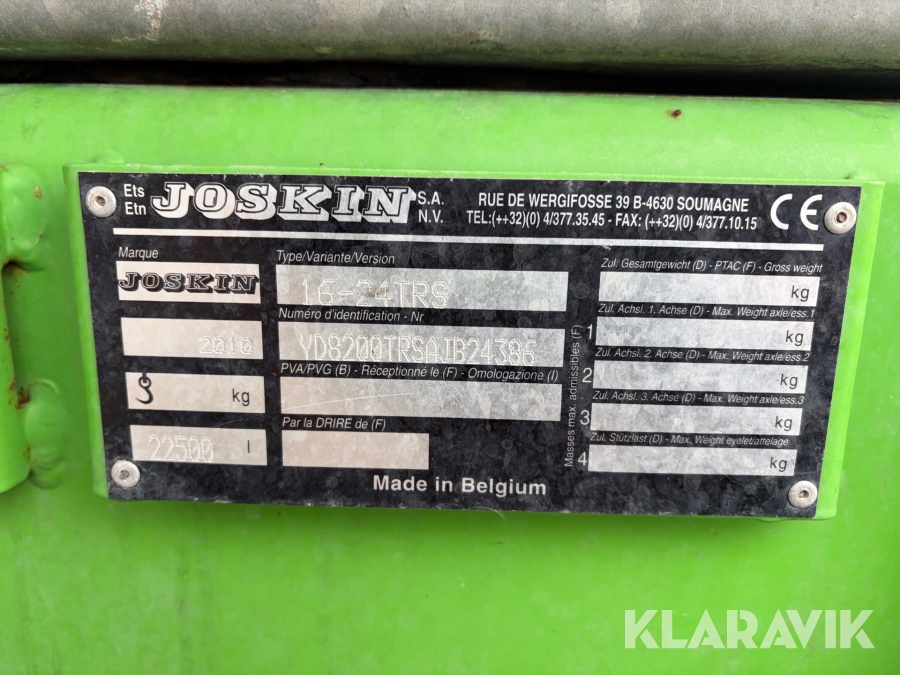 Ets Etn JOSKIN S.A. N.V.
RUE DE WERGIFOSSE 39 B-4630 SOUMAGNE
TEL:(++32)(0) 4/377.35.45 - FAX: (++32)(0) 4/377.10.15
CE
Marque
JOSKIN
2010
kg
22500 l
Type/Variante/Version
16-24TRS
Numéro d'identification - Nr
YD8200TRSAJB24386
PVA/PVG (B) - Réceptionné le (F) - Omologazione (I)
Par la DRIRE de (F)
Masses max. admissibles (F)
Zul. Gesamtgewicht (D) - PTAC (F) - Gross weight
kg
Zul. Achsl. 1. Achse (D) - Max. Weight axle/ess.1
1 kg
Zul. Achsl. 2. Achse (D) - Max. Weight axle/ess.2
2 kg
Zul. Achsl. 3. Achse (D) - Max. Weight axle/ess.3
3 kg
Zul. Stützlast (D) - Max. Weight eyelet/attelage
4 kg
Made in Belgium
KLARAVIK